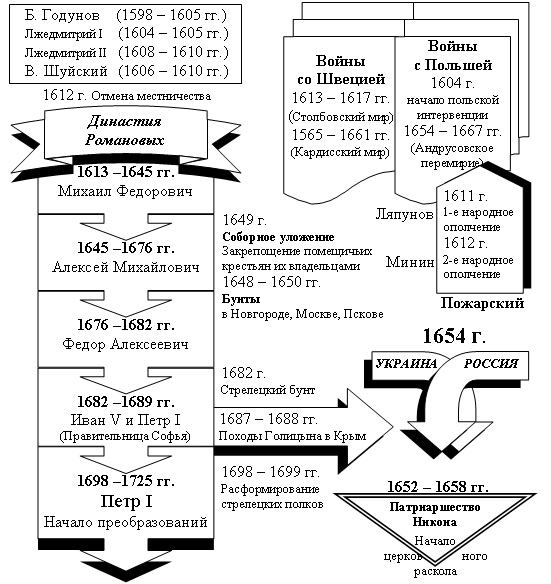 Б. Годунов (1598 – 1605 гг.)
Лжедмитрий I (1604 – 1605 гг.)
Лжедмитрий II (1608 – 1610 гг.)
В. Шуйский (1606 – 1610 гг.)
1612 г. Отмена местничества
Династия
Романовых
1613 –1645 гг.
Михаил Федорович
1645 –1676 гг.
Алексей Михайлович
1676 –1682 гг.
Федор Алексеевич
1682 –1689 гг.
Иван V и Петр I
(Правительница Софья)
1698 –1725 гг.
Петр I
Начало преобразований
1649 г.
Соборное уложение
Закрепощение помещичьих
крестьян их владельцами
1648 – 1650 гг.
Бунты
в Новгороде, Москве, Пскове
1682 г.
Стрелецкий бунт
1687 – 1688 гг.
Походы Голицына в Крым
1698 – 1699 гг.
Расформирование
стрелецких полков
Войны
со Швецией
1613 – 1617 гг.
(Столбовский мир)
1565 – 1661 гг.
(Кардисский мир)
Войны
с Польшей
1604 г.
начало польской
интервенции
1654 – 1667 гг.
(Андрусовское
перемирие)
Ляпунов
Минин
1611 г.
1-е народное
ополчение
1612 г.
2-е народное
ополчение
Пожарский
1654 г.
УКРАИНА РОССИЯ
1652 – 1658 гг.
Патриаршество
Никона
Начало
церков ного
раскола